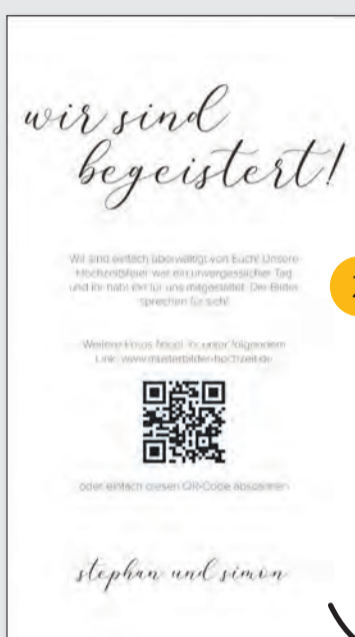 wir sind
begeistert!
Wir sind einfach überwältigt von Euch! Unsere
Hochzeitsfeier war ein unvergesslicher Tag
und ihr habt ihn für uns mitgestaltet. Die Bilder
sprechen für sich!
Weitere Fotos findet ihr unter folgendem
Link: www.musterbilder-hochzeit.de
oder einfach diesen QR-Code abscannen
stephan und simon